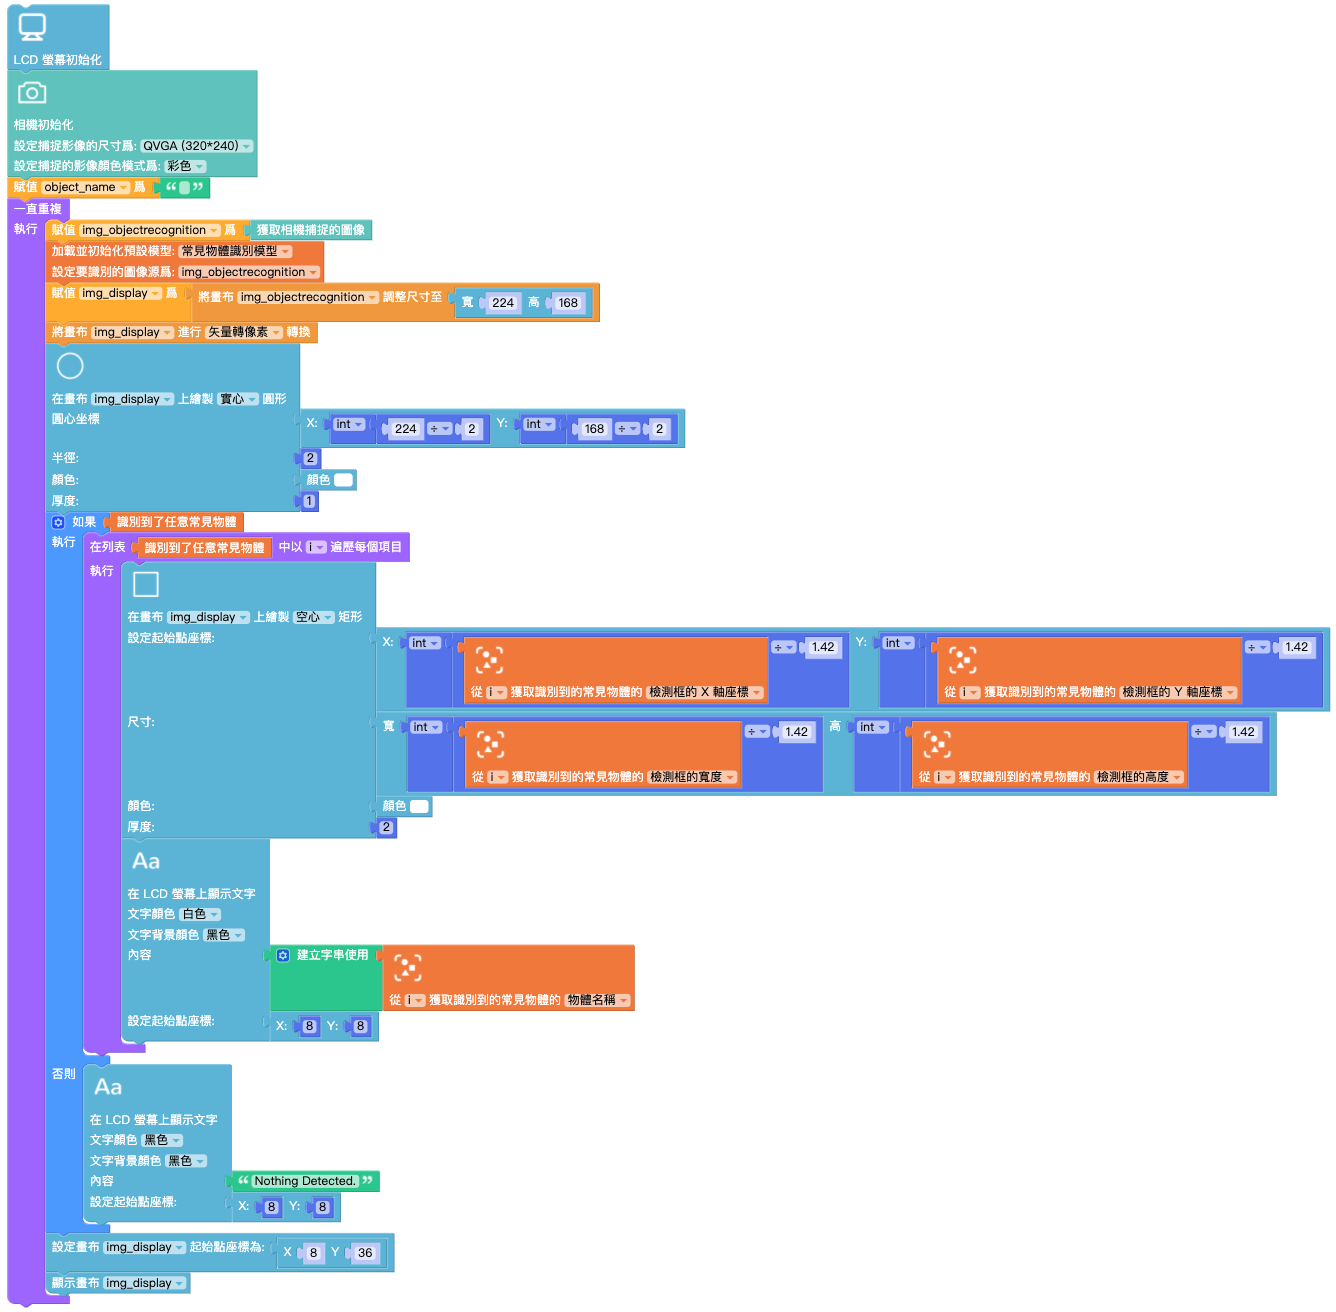 LCD 螢幕初始化
相機初始化
設定捕捉影像的尺寸爲: QVGA (320*240)
設定捕捉的影像顏色模式爲: 彩色
賦值 object_name 爲 “ ”
一直重複
執行 賦值 img_objectrecognition 爲 獲取相機捕捉的圖像
加載並初始化預設模型: 常見物體識別模型
設定要識別的圖像源爲: img_objectrecognition
賦值 img_display 爲 將畫布 img_objectrecognition 調整尺寸至 寬 224 高 168
將畫布 img_display 進行 矢量轉像素 轉換
在畫布 img_display 上繪製 實心 圓形
圓心坐標 X: int 224 ÷ 2 Y: int 168 ÷ 2
半徑: 2
顏色: 顏色
厚度: 1
如果 識別到了任意常見物體
執行 在列表 識別到了任意常見物體 中以 i 遍歷每個項目
執行
在畫布 img_display 上繪製 空心 矩形
設定起始點座標: X: int ÷ 1.42 Y: int ÷ 1.42
從 i 獲取識別到的常見物體的 檢測框的 X 軸座標 從 i 獲取識別到的常見物體的 檢測框的 Y 軸座標
尺寸: 寬 int ÷ 1.42 高 int ÷ 1.42
從 i 獲取識別到的常見物體的 檢測框的寬度 從 i 獲取識別到的常見物體的 檢測框的高度
顏色: 顏色
厚度: 2
Aa
在 LCD 螢幕上顯示文字
文字顏色 白色
文字背景顏色 黑色
內容 建立字串使用
從 i 獲取識別到的常見物體的 物體名稱
設定起始點座標: X: 8 Y: 8
否則
Aa
在 LCD 螢幕上顯示文字
文字顏色 黑色
文字背景顏色 黑色
內容 “ Nothing Detected. ”
設定起始點座標: X: 8 Y: 8
設定畫布 img_display 起始點座標為: X 8 Y 36
顯示畫布 img_display